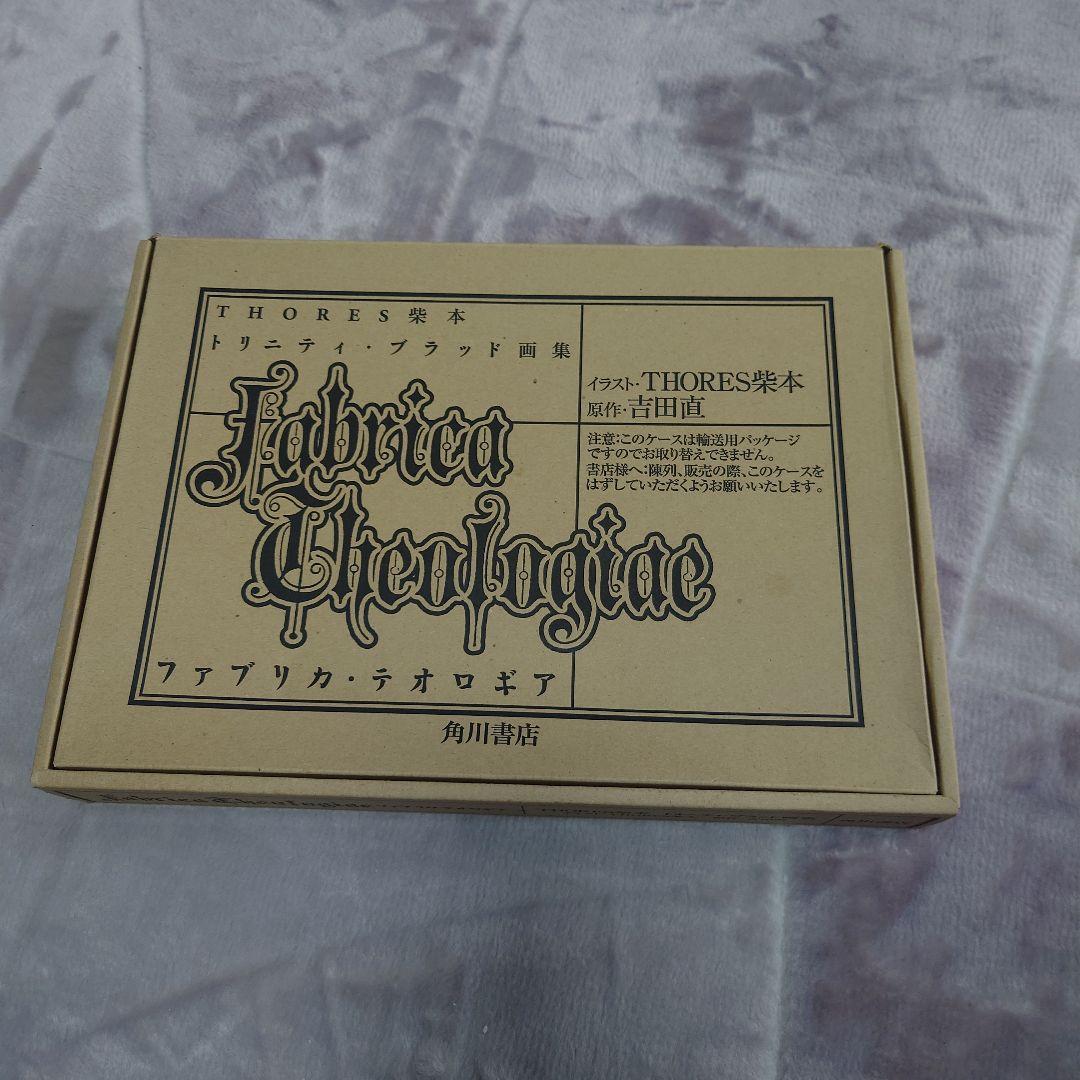 THORES柴本
トリニティ・ブラッド画集
Fabrica
Theologiae
ファブリカ・テオロギア
イラスト・THORES柴本
原作・吉田直
注意：このケースは輸送用パッケージ
ですのでお取り替えできません。
書店様へ：陳列、販売の際、このケースを
はずしていただくようお願いいたします。
角川書店
Fabrica Theologiae